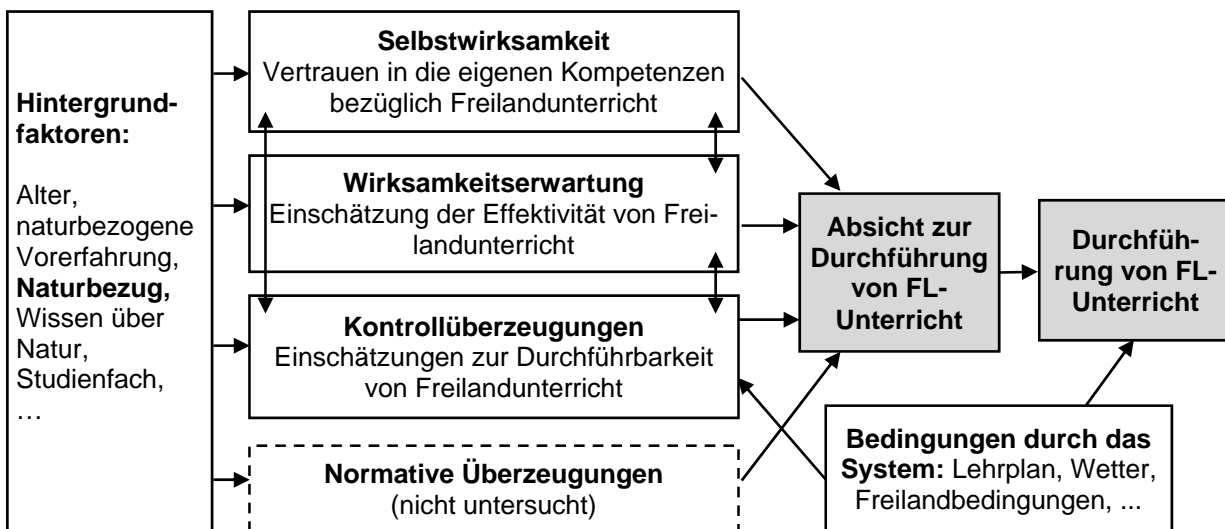 Hintergrund-
faktoren:
Alter,
naturbezogene
Vorerfahrung,
Naturbezug,
Wissen über
Natur,
Studienfach,
…
Selbstwirksamkeit
Vertrauen in die eigenen Kompetenzen
bezüglich Freilandunterricht
Wirksamkeitserwartung
Einschätzung der Effektivität von Frei-
landunterricht
Kontrollüberzeugungen
Einschätzungen zur Durchführbarkeit
von Freilandunterricht
Normative Überzeugungen
(nicht untersucht)
Absicht zur
Durchführung
von FL-
Unterricht
Durchfüh-
rung von FL-
Unterricht
Bedingungen durch das
System: Lehrplan, Wetter,
Freilandbedingungen, ...